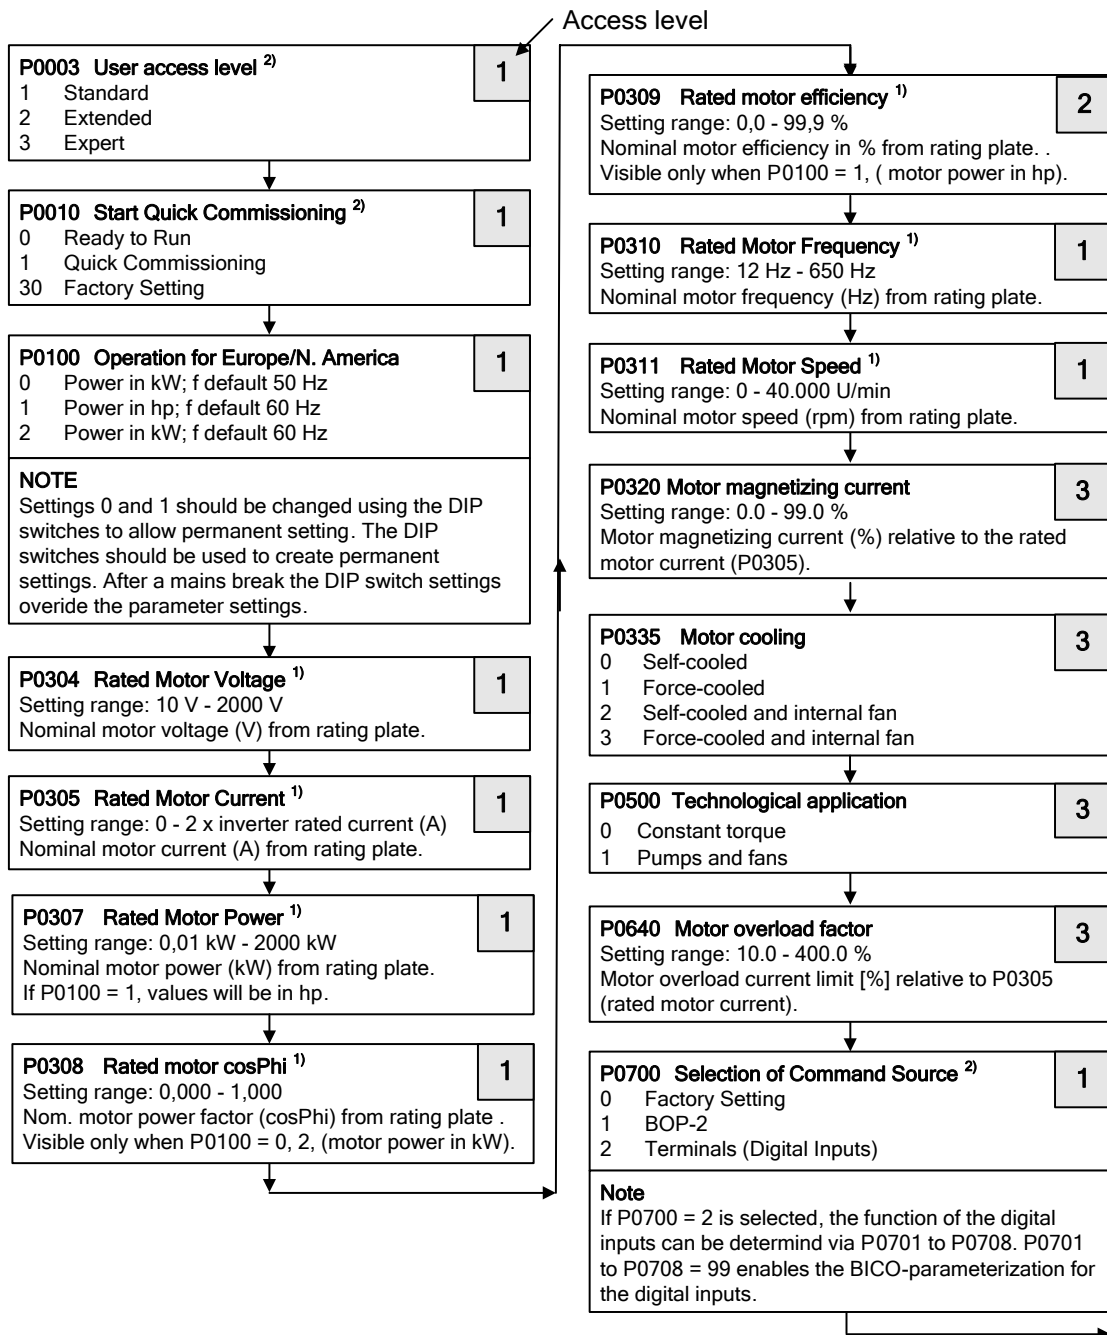 Access level
P0003 User access level 2)
1
1 Standard
2 Extended
3 Expert
P0010 Start Quick Commissioning 2)
1
0 Ready to Run
1 Quick Commissioning
30 Factory Setting
P0100 Operation for Europe/N. America
1
0 Power in kW; f default 50 Hz
1 Power in hp; f default 60 Hz
2 Power in kW; f default 60 Hz
NOTE
Settings 0 and 1 should be changed using the DIP
switches to allow permanent setting. The DIP
switches should be used to create permanent
settings. After a mains break the DIP switch settings
overide the parameter settings.
P0304 Rated Motor Voltage 1)
1
Setting range: 10 V - 2000 V
Nominal motor voltage (V) from rating plate.
P0305 Rated Motor Current 1)
1
Setting range: 0 - 2 x inverter rated current (A)
Nominal motor current (A) from rating plate.
P0307 Rated Motor Power 1)
1
Setting range: 0,01 kW - 2000 kW
Nominal motor power (kW) from rating plate.
If P0100 = 1, values will be in hp.
P0308 Rated motor cosPhi 1)
1
Setting range: 0,000 - 1,000
Nom. motor power factor (cosPhi) from rating plate .
Visible only when P0100 = 0, 2, (motor power in kW).
P0309 Rated motor efficiency 1)
2
Setting range: 0,0 - 99,9 %
Nominal motor efficiency in % from rating plate. .
Visible only when P0100 = 1, ( motor power in hp).
P0310 Rated Motor Frequency 1)
1
Setting range: 12 Hz - 650 Hz
Nominal motor frequency (Hz) from rating plate.
P0311 Rated Motor Speed 1)
1
Setting range: 0 - 40.000 U/min
Nominal motor speed (rpm) from rating plate.
P0320 Motor magnetizing current
3
Setting range: 0.0 - 99.0 %
Motor magnetizing current (%) relative to the rated
motor current (P0305).
P0335 Motor cooling
3
0 Self-cooled
1 Force-cooled
2 Self-cooled and internal fan
3 Force-cooled and internal fan
P0500 Technological application
3
0 Constant torque
1 Pumps and fans
P0640 Motor overload factor
3
Setting range: 10.0 - 400.0 %
Motor overload current limit [%] relative to P0305
(rated motor current).
P0700 Selection of Command Source 2)
1
0 Factory Setting
1 BOP-2
2 Terminals (Digital Inputs)
Note
If P0700 = 2 is selected, the function of the digital
inputs can be determind via P0701 to P0708. P0701
to P0708 = 99 enables the BICO-parameterization for
the digital inputs.